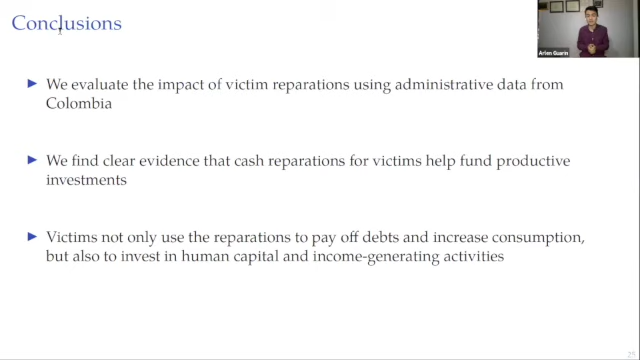 Conclusions
Arlen Guarin
We evaluate the impact of victim reparations using administrative data from
Colombia
We find clear evidence that cash reparations for victims help fund productive
investments
Victims not only use the reparations to pay off debts and increase consumption,
but also to invest in human capital and income-generating activities
25